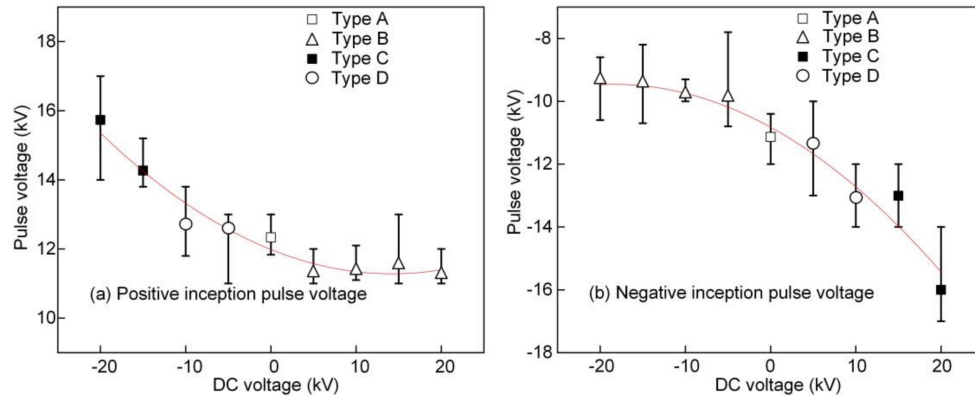 Type A
Type B
Type C
Type D
18
16
14
12
10
Pulse voltage (kV)
(a) Positive inception pulse voltage
-20
-10
0
10
20
DC voltage (kV)
Type A
Type B
Type C
Type D
-8
-10
-12
-14
-16
-18
Pulse voltage (kV)
(b) Negative inception pulse voltage
-20
-10
0
10
20
DC voltage (kV)